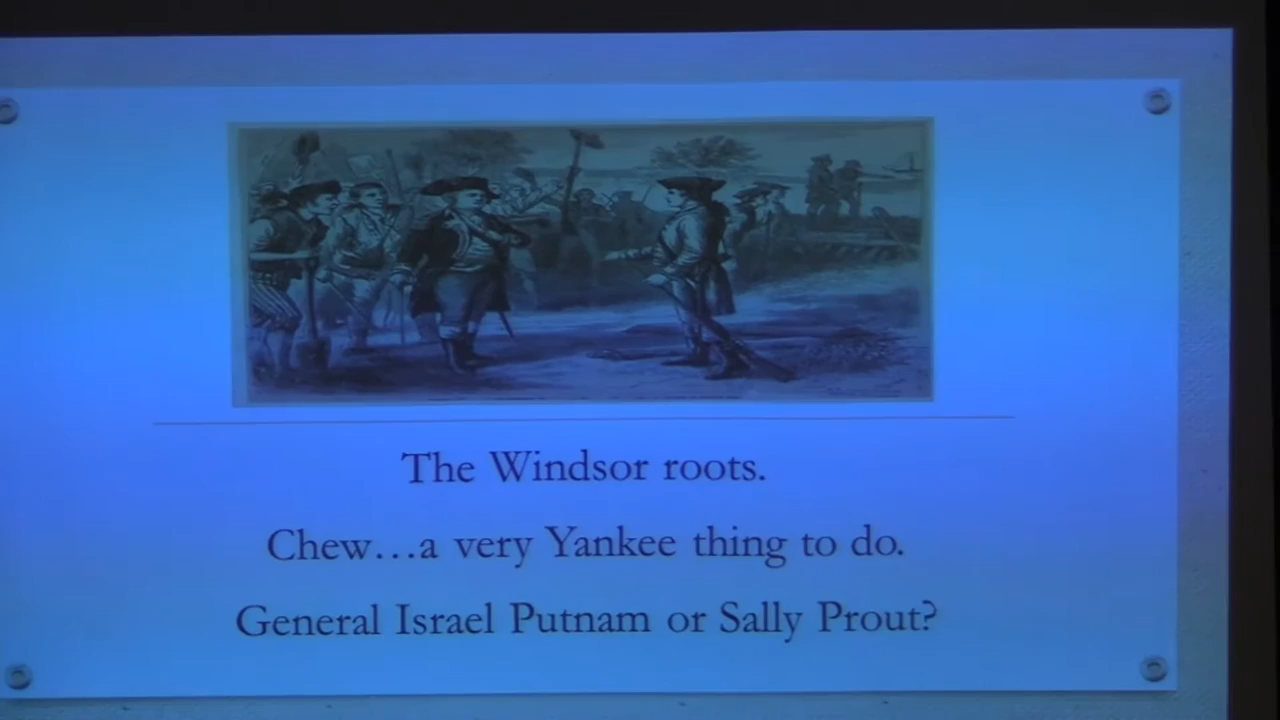 The Windsor roots.
Chew...a very Yankee thing to do.
General Israel Putnam or Sally Prout?